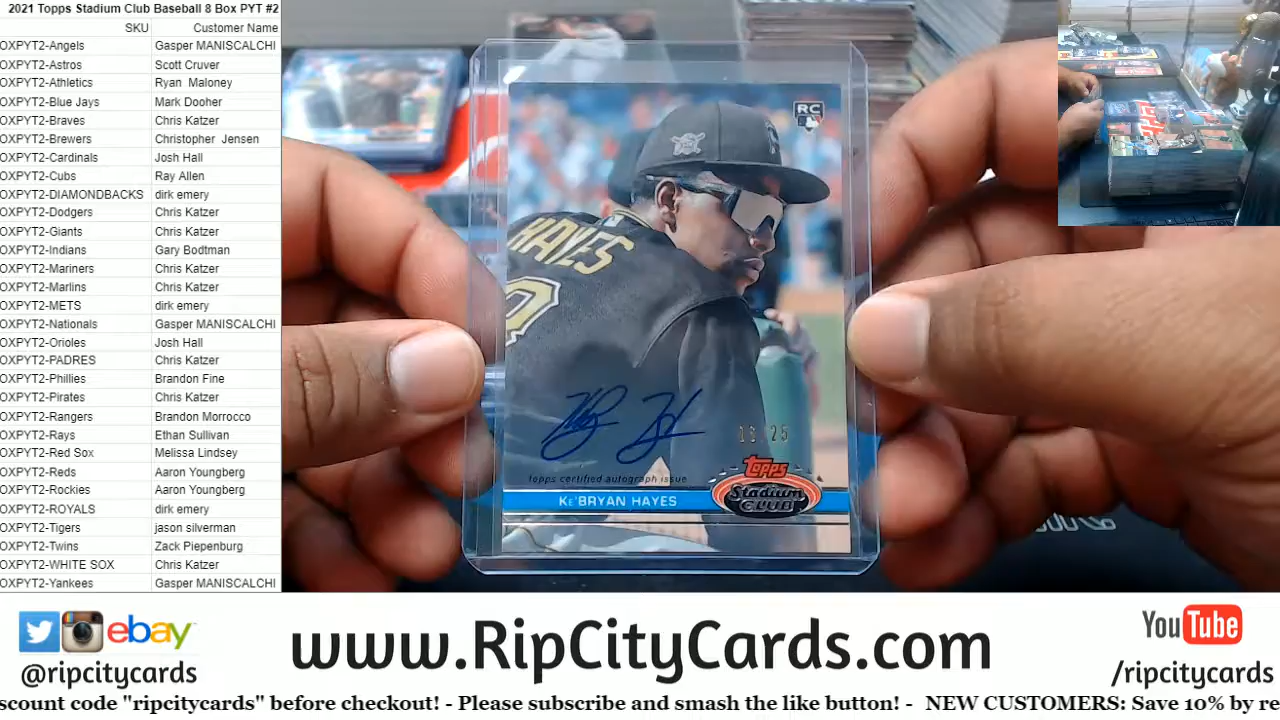 2021 Topps Stadium Club Baseball 8 Box PYT #2
SKU Customer Name
OXPYT2-Angels Gasper MANISCALCHI
OXPYT2-Astros Scott Cruver
OXPYT2-Athletics Ryan Maloney
OXPYT2-Blue Jays Mark Dooher
OXPYT2-Braves Chris Katzer
OXPYT2-Brewers Christopher Jensen
OXPYT2-Cardinals Josh Hall
OXPYT2-Cubs Ray Allen
OXPYT2-DIAMONDBACKS dirk emery
OXPYT2-Dodgers Chris Katzer
OXPYT2-Giants Chris Katzer
OXPYT2-Indians Gary Bodtman
OXPYT2-Mariners Chris Katzer
OXPYT2-Marlins Chris Katzer
OXPYT2-METS dirk emery
OXPYT2-Nationals Gasper MANISCALCHI
OXPYT2-Orioles Josh Hall
OXPYT2-PADRES Chris Katzer
OXPYT2-Phillies Brandon Fine
OXPYT2-Pirates Chris Katzer
OXPYT2-Rangers Brandon Morrocco
OXPYT2-Rays Ethan Sullivan
OXPYT2-Red Sox Melissa Lindsey
OXPYT2-Reds Aaron Youngberg
OXPYT2-Rockies Aaron Youngberg
OXPYT2-ROYALS dirk emery
OXPYT2-Tigers jason silverman
OXPYT2-Twins Zack Piepenburg
OXPYT2-WHITE SOX Chris Katzer
OXPYT2-Yankees Gasper MANISCALCHI
RC
HAYES
Topps certified autograph issue
KE'BRYAN HAYES
Topps
Stadium
CLUB
ebay
@ripcitycards
www.RipCityCards.com
YouTube
/ripcitycards
scount code "ripcitycards" before checkout! - Please subscribe and smash the like button! - NEW CUSTOMERS: Save 10% by re